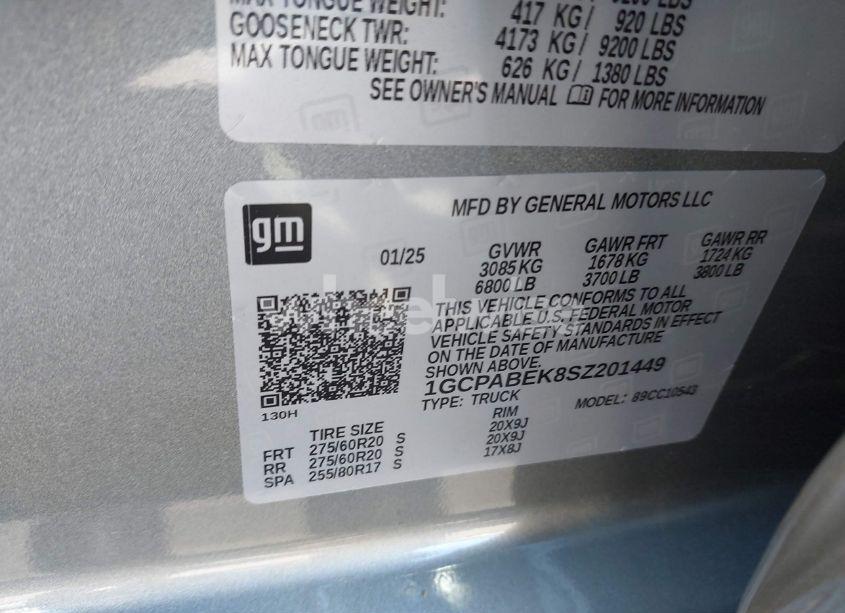 MAX TONGUE WEIGHT: 417 KG / 920 LBS
GOOSENECK TWR: 4173 KG / 9200 LBS
MAX TONGUE WEIGHT: 626 KG / 1380 LBS
SEE OWNER'S MANUAL FOR MORE INFORMATION
gm
MFD BY GENERAL MOTORS LLC
01/25 GVWR GAWR FRT GAWR RR
3085 KG 1678 KG 1724 KG
6800 LB 3700 LB 3800 LB
THIS VEHICLE CONFORMS TO ALL
APPLICABLE U.S. FEDERAL MOTOR
VEHICLE SAFETY STANDARDS IN EFFECT
ON THE DATE OF MANUFACTURE
SHOWN ABOVE.
1GCPABEK8SZ201449
TYPE: TRUCK MODEL: 89CC10543
130H
TIRE SIZE RIM
FRT 275/60R20 S 20X9J
RR 275/60R20 S 20X9J
SPA 255/80R17 S 17X8J